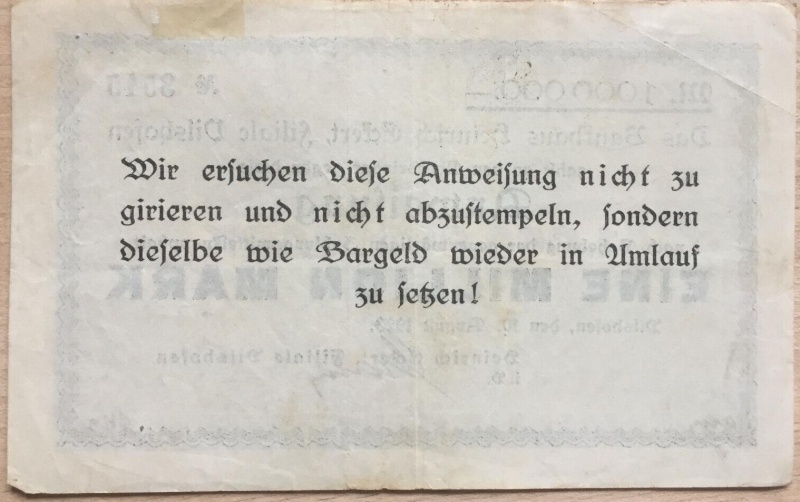 Wir erſuchen dieſe Anweiſung nicht zu
girieren und nicht abzuſtempeln, ſondern
dieſelbe wie Bargeld wieder in Umlauf
zu ſetzen!